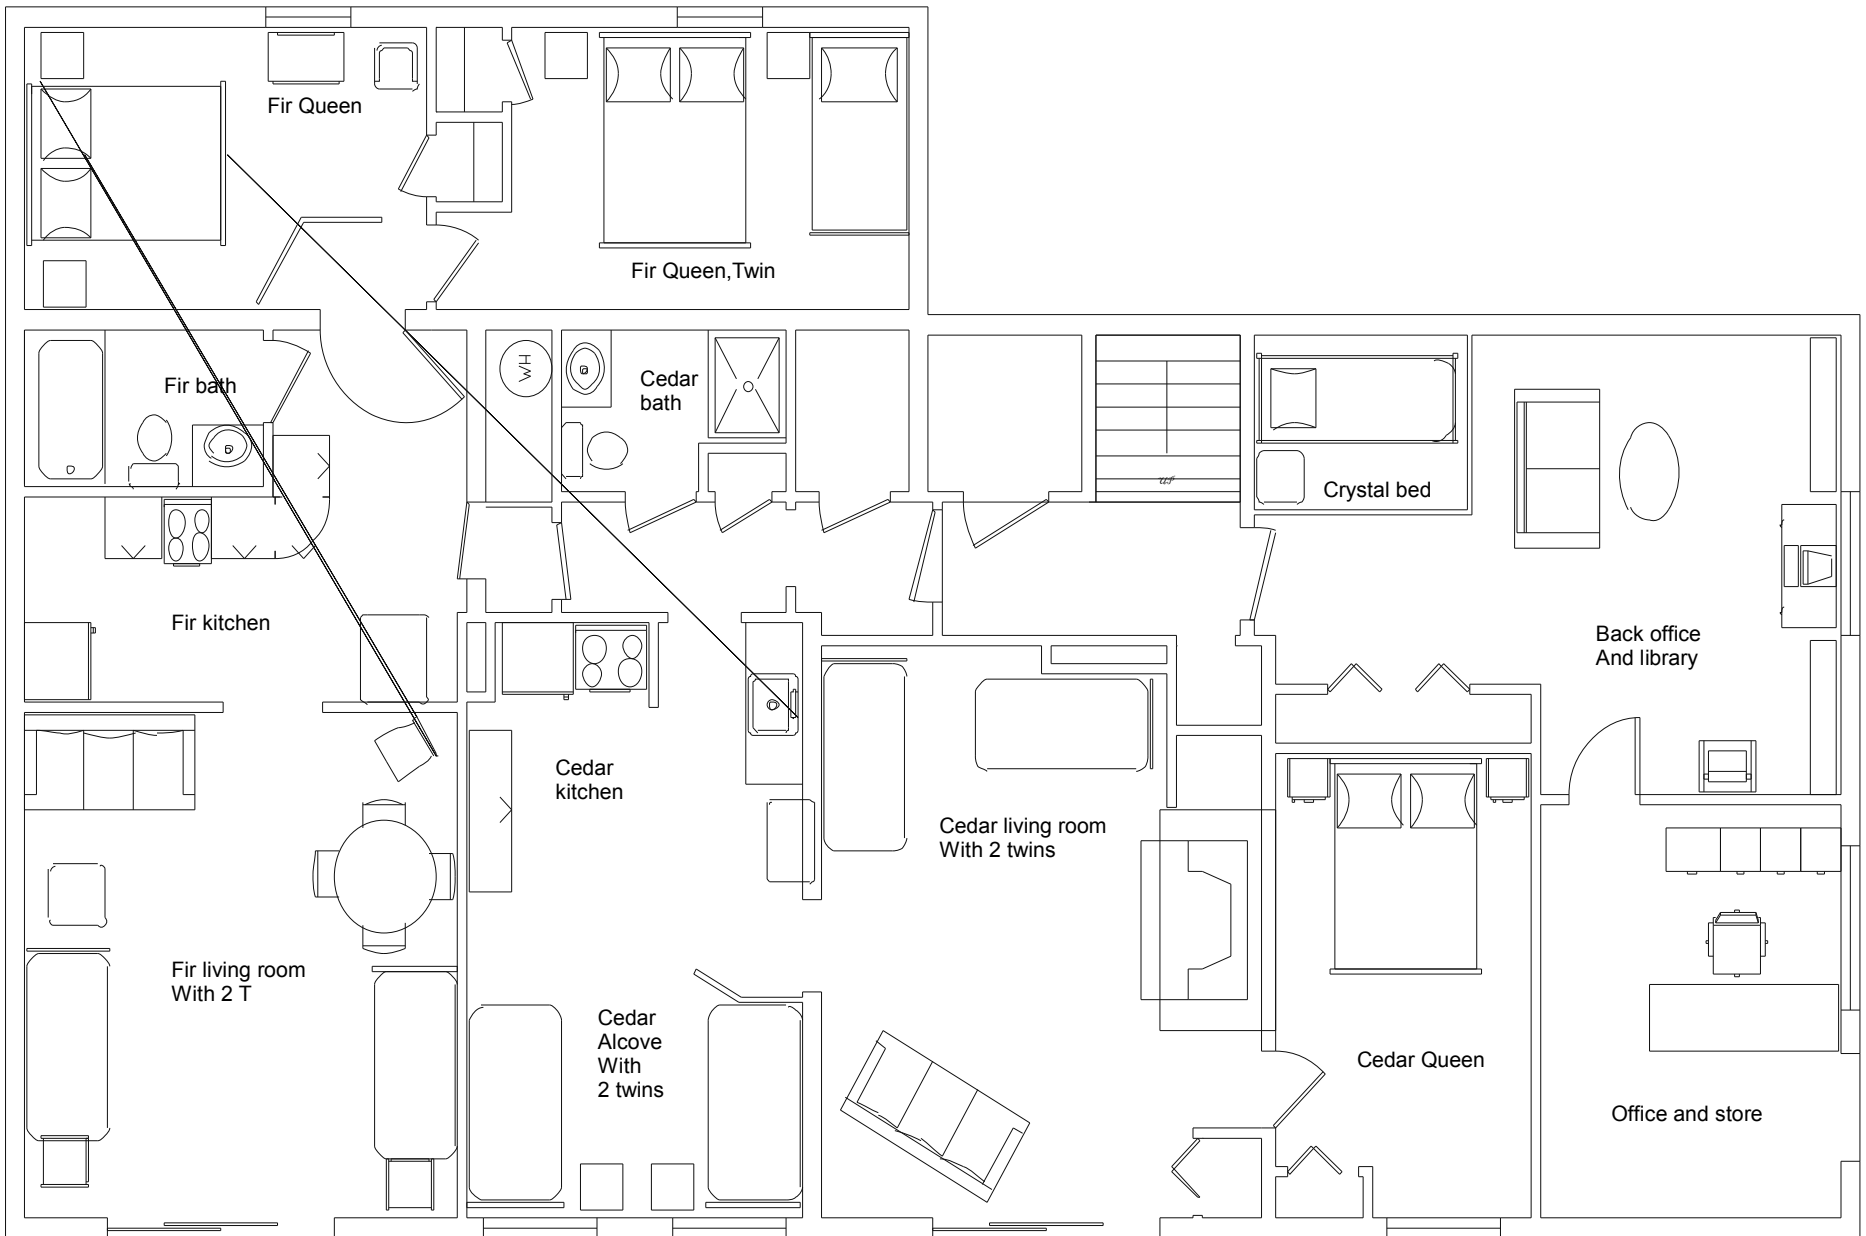 Fir Queen
Fir Queen,Twin
Fir bath
WH
Cedar
bath
up
Crystal bed
Fir kitchen
Back office
And library
Cedar
kitchen
Cedar living room
With 2 twins
Fir living room
With 2 T
Cedar
Alcove
With
2 twins
Cedar Queen
Office and store